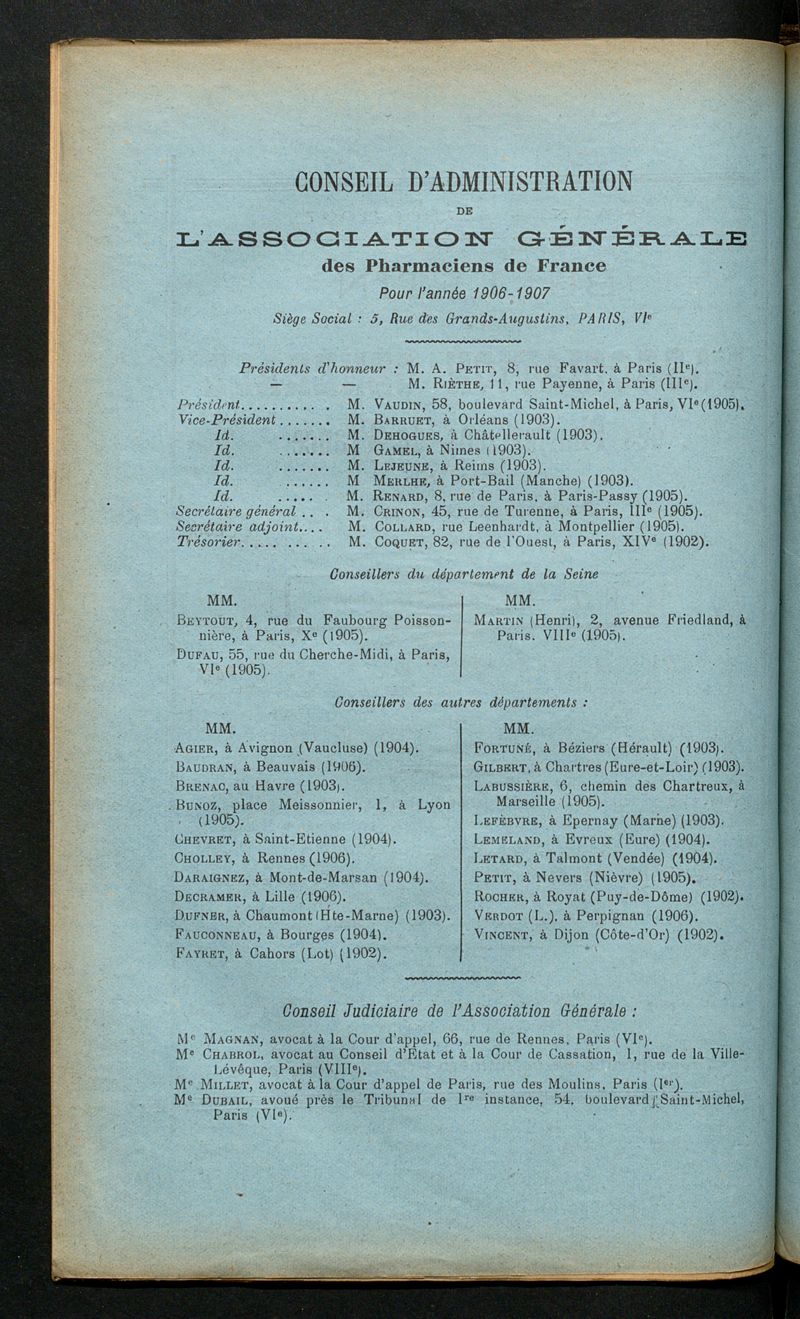 CONSEIL D'ADMINISTRATION
DE
L'ASSOCIATION GÉNÉRALE
des Pharmaciens de France
Pour l'année 1906-1907
Siège Social : 5, Rue des Grands-Augustins, PARIS, VIe
Présidents d'honneur : M. A. PETIT, 8, rue Favart, à Paris (IIe).
— — M. RIÈTHE, 11, rue Payenne, à Paris (IIIe).
Président........... M. VAUDIN, 58, boulevard Saint-Michel, à Paris, VIe (1905).
Vice-Président....... M. BARRUET, à Orléans (1903).
Id. ....... M. DEHOGUES, à Châtellerault (1903).
Id. ....... M GAMEL, à Nimes (1903).
Id. ....... M. LEJEUNE, à Reims (1903).
Id. ...... M MERLHE, à Port-Bail (Manche) (1903).
Id. ...... M. RENARD, 8, rue de Paris, à Paris-Passy (1905).
Secrétaire général ... M. CRINON, 45, rue de Turenne, à Paris, IIIe (1905).
Secrétaire adjoint.... M. COLLARD, rue Leenhardt, à Montpellier (1905).
Trésorier........... M. COQUET, 82, rue de l'Ouest, à Paris, XIVe (1902).
Conseillers du département de la Seine
MM.
BEYTOUT, 4, rue du Faubourg Poisson-
nière, à Paris, Xe (1905).
DUFAU, 55, rue du Cherche-Midi, à Paris,
VIe (1905).
MM.
MARTIN (Henri), 2, avenue Friedland, à
Paris. VIIIe (1905).
Conseillers des autres départements :
MM.
AGIER, à Avignon (Vaucluse) (1904).
BAUDRAN, à Beauvais (1906).
BRENAC, au Havre (1903).
BUNOZ, place Meissonnier, 1, à Lyon
(1905).
CHEVRET, à Saint-Etienne (1904).
CHOLLEY, à Rennes (1906).
DARAIGNEZ, à Mont-de-Marsan (1904).
DECRAMER, à Lille (1906).
DUFNER, à Chaumont (Hte-Marne) (1903).
FAUCONNEAU, à Bourges (1904).
FAYRET, à Cahors (Lot) (1902).
MM.
FORTUNÉ, à Béziers (Hérault) (1903).
GILBERT, à Chartres (Eure-et-Loir) (1903).
LABUSSIÈRE, 6, chemin des Chartreux, à
Marseille (1905).
LEFÈBVRE, à Epernay (Marne) (1903).
LEMELAND, à Evreux (Eure) (1904).
LETARD, à Talmont (Vendée) (1904).
PETIT, à Nevers (Nièvre) (1905).
ROCHER, à Royat (Puy-de-Dôme) (1902).
VERDOT (L.), à Perpignan (1906).
VINCENT, à Dijon (Côte-d'Or) (1902).
Conseil Judiciaire de l'Association Générale :
Me MAGNAN, avocat à la Cour d'appel, 66, rue de Rennes, Paris (VIe).
Me CHABROL, avocat au Conseil d'Etat et à la Cour de Cassation, 1, rue de la Ville-
Lévêque, Paris (VIIIe).
Me MILLET, avocat à la Cour d'appel de Paris, rue des Moulins, Paris (Ier).
Me DUBAIL, avoué près le Tribunal de 1re instance, 54, boulevard Saint-Michel,
Paris (VIe).